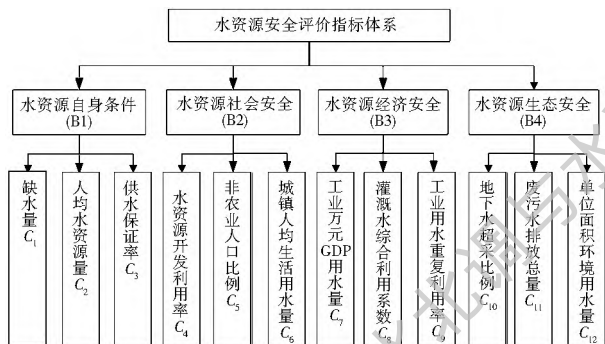 水资源安全评价指标体系
水资源自身条件
(B1)
水资源社会安全
(B2)
水资源经济安全
(B3)
水资源生态安全
(B4)
缺水量C1
人均水资源量C2
供水保证率C3
水资源开发利用率C4
非农业人口比例C5
城镇人均生活用水量C6
工业万元GDP用水量C7
灌溉水综合利用系数C8
工业用水重复利用率C9
地下水超采比例C10
废污水排放总量C11
单位面积环境用水量C12
北调与水